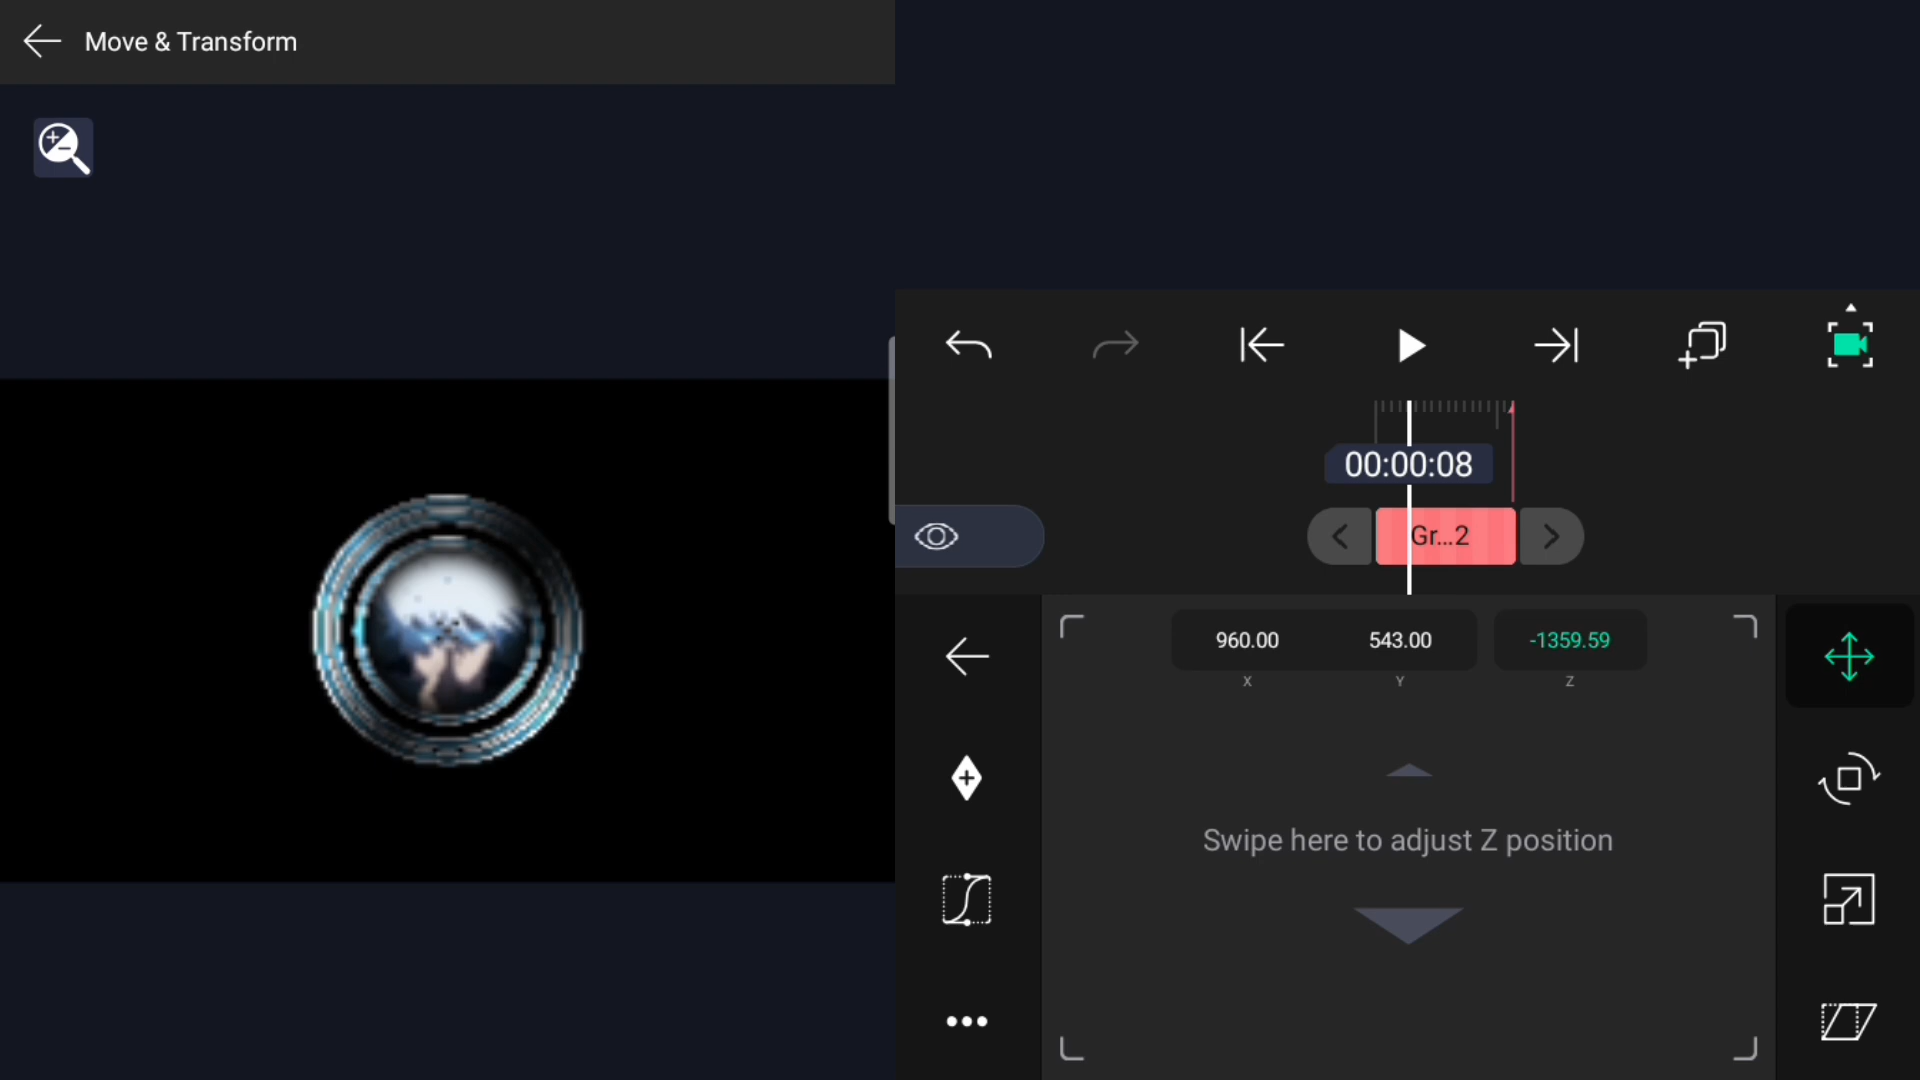 Move & Transform
00:00:08
Gr...2
960.00 543.00 -1359.59
X Y Z
Swipe here to adjust Z position